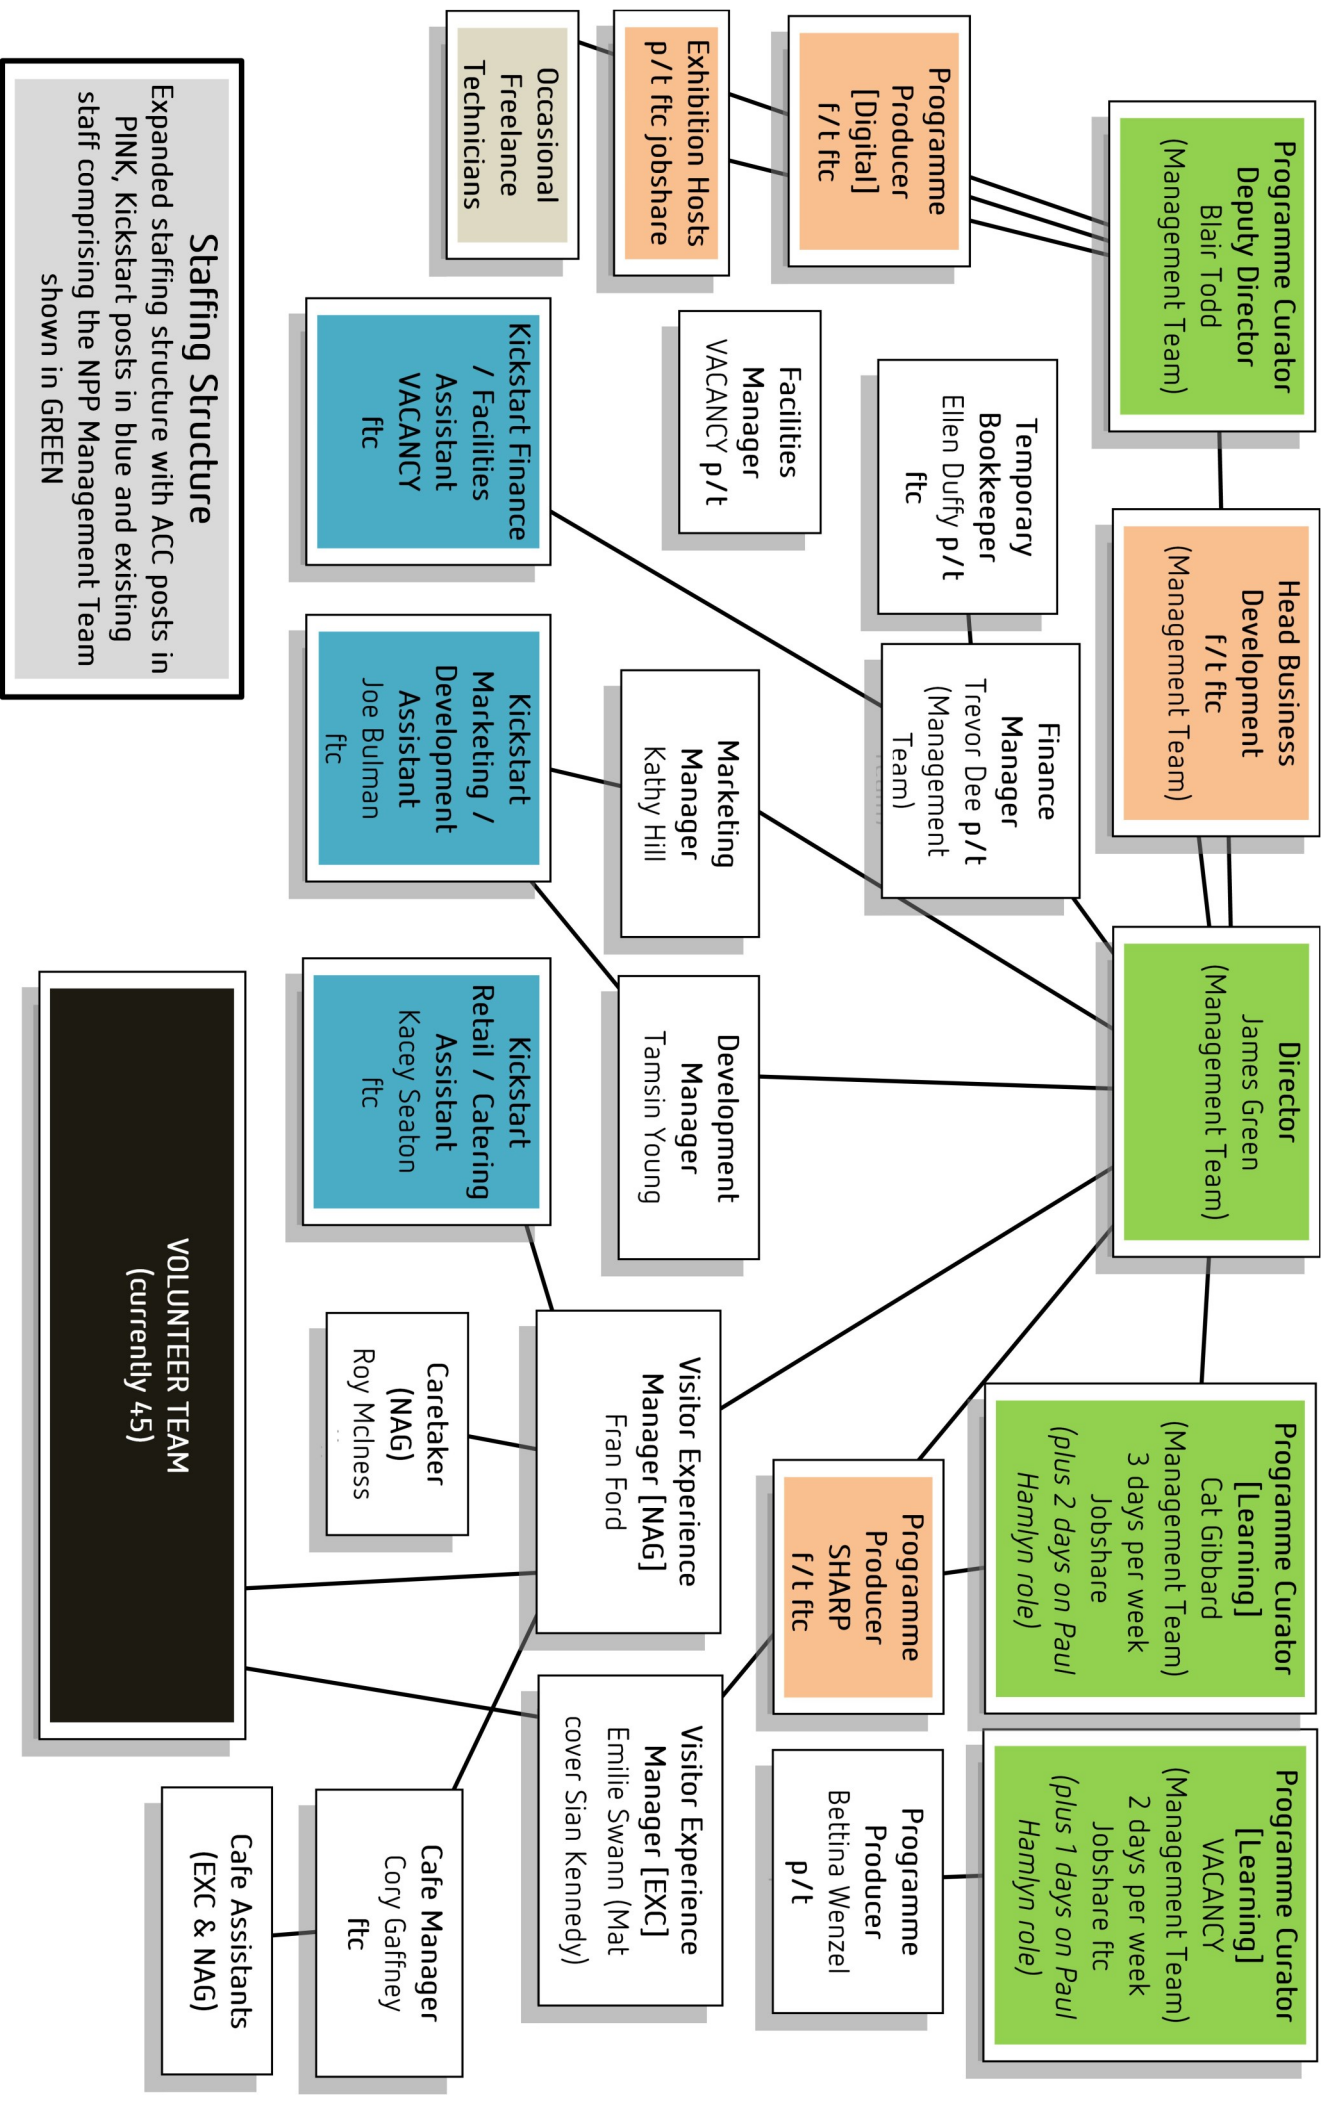 Programme Curator
Deputy Director
Blair Todd
(Management Team)
Head Business
Development
f/t ftc
(Management Team)
Director
James Green
(Management Team)
Programme Curator
[Learning]
Cat Gibbard
(Management Team)
3 days per week
Jobshare
(plus 2 days on Paul
Hamlyn role)
Programme Curator
[Learning]
VACANCY
(Management Team)
2 days per week
Jobshare ftc
(plus 1 days on Paul
Hamlyn role)
Programme
Producer
[Digital]
f/t ftc
Temporary
Bookkeeper
Ellen Duffy p/t
ftc
Finance
Manager
Trevor Dee p/t
(Management
Team)
Programme
Producer
SHARP
f/t ftc
Programme
Producer
Bettina Wenzel
p/t
Exhibition Hosts
p/t ftc jobshare
Facilities
Manager
VACANCY p/t
Marketing
Manager
Kathy Hill
Development
Manager
Tamsin Young
Visitor Experience
Manager [NAG]
Fran Ford
Visitor Experience
Manager [EXC]
Emilie Swann (Mat
cover Sian Kennedy)
Occasional
Freelance
Technicians
Kickstart Finance
/ Facilities
Assistant
VACANCY
ftc
Kickstart
Marketing /
Development
Assistant
Joe Bulman
ftc
Kickstart
Retail / Catering
Assistant
Kacey Seaton
ftc
Caretaker
(NAG)
Roy McIness
Cafe Manager
Cory Gaffney
ftc
Cafe Assistants
(EXC & NAG)
Staffing Structure
Expanded staffing structure with ACC posts in
PINK, Kickstart posts in blue and existing
staff comprising the NPP Management Team
shown in GREEN
VOLUNTEER TEAM
(currently 45)